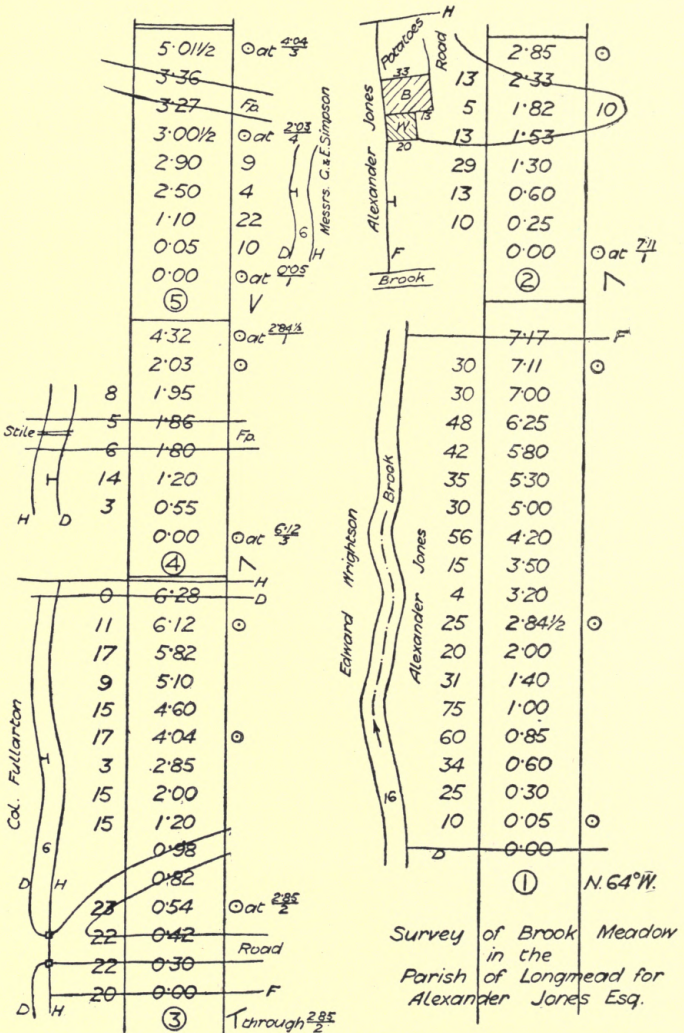 5.01½ ⊙ at 4.04/3
3.36
3.27 Fp.
3.00½ ⊙ at 2.03/4
2.90 9
2.50 4
1.10 22
0.05 10
0.00 ⊙ at 0.05/1
⑤
T
6
D H
Messrs. G. & E. Simpson
4.32 ⊙ at 2.84½/1
2.03 ⊙
8 1.95
5 1.86
Stile
Fp.
6 1.80
14 1.20
3 0.55
0.00 ⊙ at 6.12/3
④
T
H D
H
0 6.28 D
11 6.12 ⊙
17 5.82
9 5.10
15 4.60
17 4.04 ⊙
3 2.85
15 2.00
15 1.20
0.98
0.82
23 0.54 ⊙ at 2.85/2
22 0.42
Road
22 0.30
20 0.00 F
③ through 2.85/2
Col. Fullarton
T
6
D H
D H
H
Potatoes
Road
33
B
13
W
20
Alexander Jones
T
F
Brook
2.85 ⊙
13 2.33
5 1.82 10
13 1.53
29 1.30
13 0.60
10 0.25
0.00 ⊙ at 7.11/1
②
7.17 F
30 7.11 ⊙
30 7.00
48 6.25
42 5.80
35 5.30
30 5.00
56 4.20
15 3.50
4 3.20
25 2.84½ ⊙
20 2.00
31 1.40
75 1.00
60 0.85
34 0.60
25 0.30
10 0.05 ⊙
D 0.00
① N. 64° W.
Edward Wrightson
Brook
Alexander Jones
16
Survey of Brook Meadow
in the
Parish of Longmead for
Alexander Jones Esq.